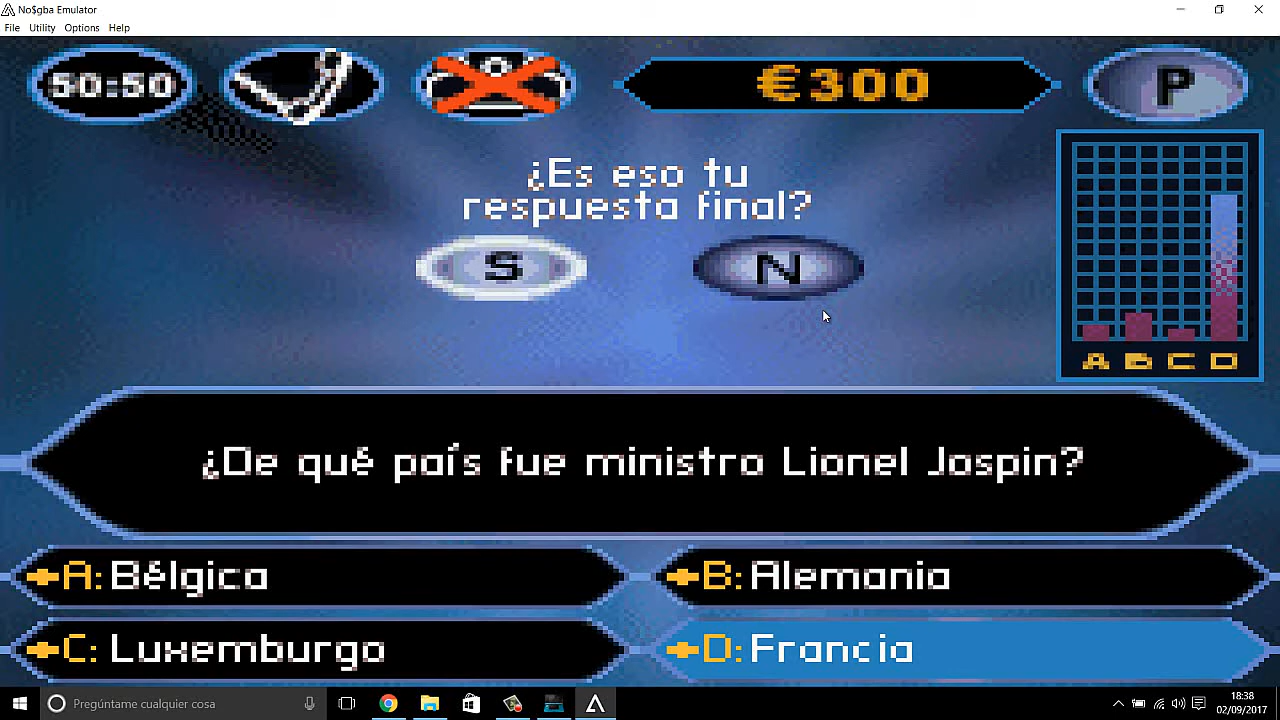 No$gba Emulator
File Utility Options Help
50:50
€300
P
¿Es eso tu
respuesta final?
S N
A B C D
¿De qué país fue ministro Lionel Jospin?
A: Bélgica
B: Alemania
C: Luxemburgo
D: Francia
Pregúntame cualquier cosa
18:38
02/09/2017